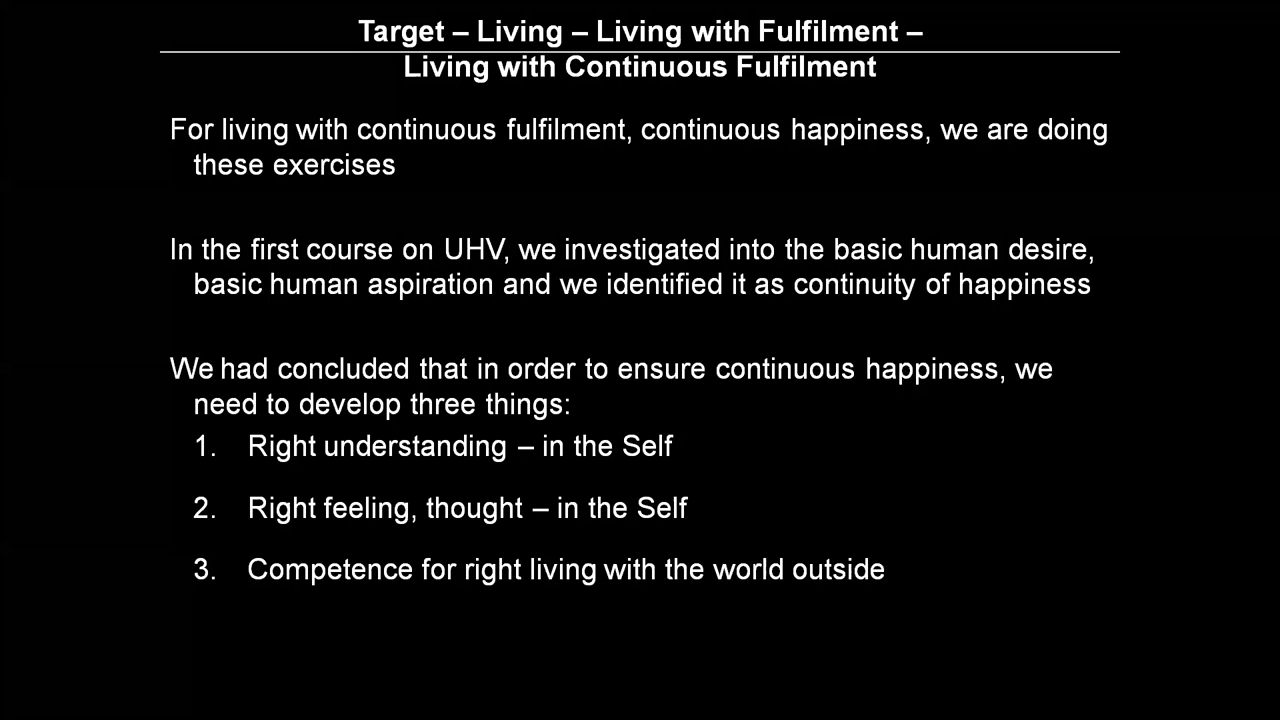 Target – Living – Living with Fulfilment –
Living with Continuous Fulfilment
For living with continuous fulfilment, continuous happiness, we are doing
these exercises
In the first course on UHV, we investigated into the basic human desire,
basic human aspiration and we identified it as continuity of happiness
We had concluded that in order to ensure continuous happiness, we
need to develop three things:
1. Right understanding – in the Self
2. Right feeling, thought – in the Self
3. Competence for right living with the world outside